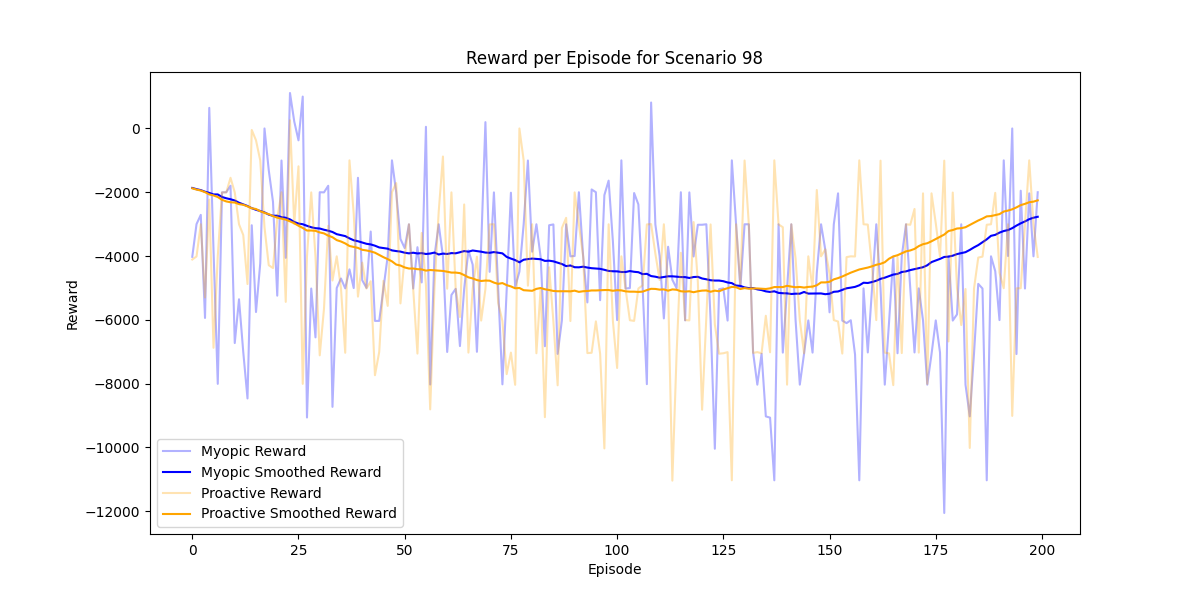 Reward per Episode for Scenario 98
Reward
0
−2000
−4000
−6000
−8000
−10000
−12000
Myopic Reward
Myopic Smoothed Reward
Proactive Reward
Proactive Smoothed Reward
0 25 50 75 100 125 150 175 200
Episode